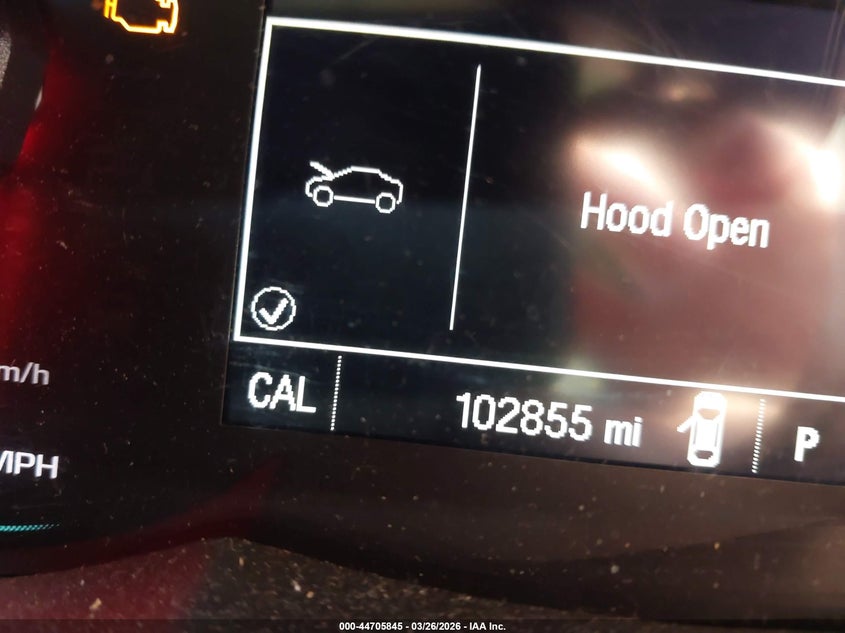 Hood Open
CAL 102855 mi P
m/h
MPH
000-44705845 - 03/26/2026 - IAA Inc.